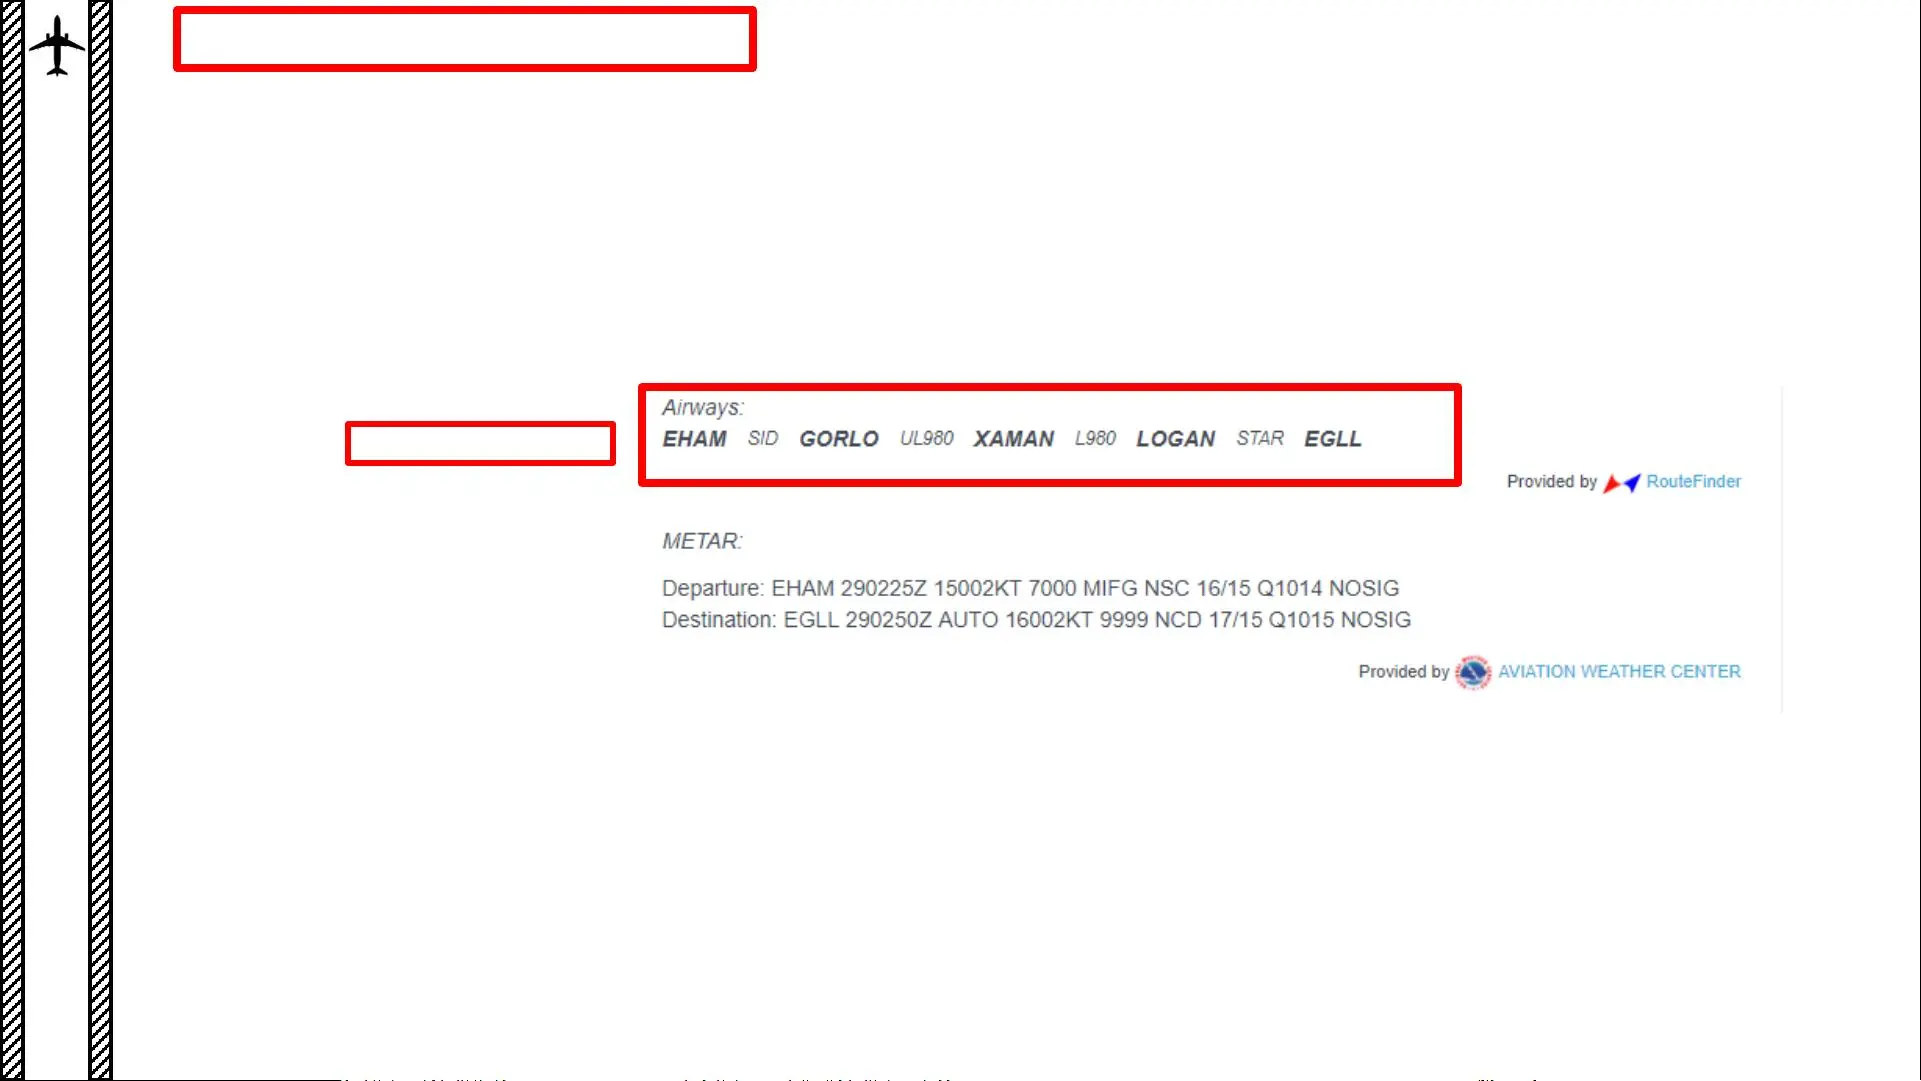 Airways:
EHAM SID GORLO UL980 XAMAN L980 LOGAN STAR EGLL
Provided by RouteFinder
METAR:
Departure: EHAM 290225Z 15002KT 7000 MIFG NSC 16/15 Q1014 NOSIG
Destination: EGLL 290250Z AUTO 16002KT 9999 NCD 17/15 Q1015 NOSIG
Provided by AVIATION WEATHER CENTER